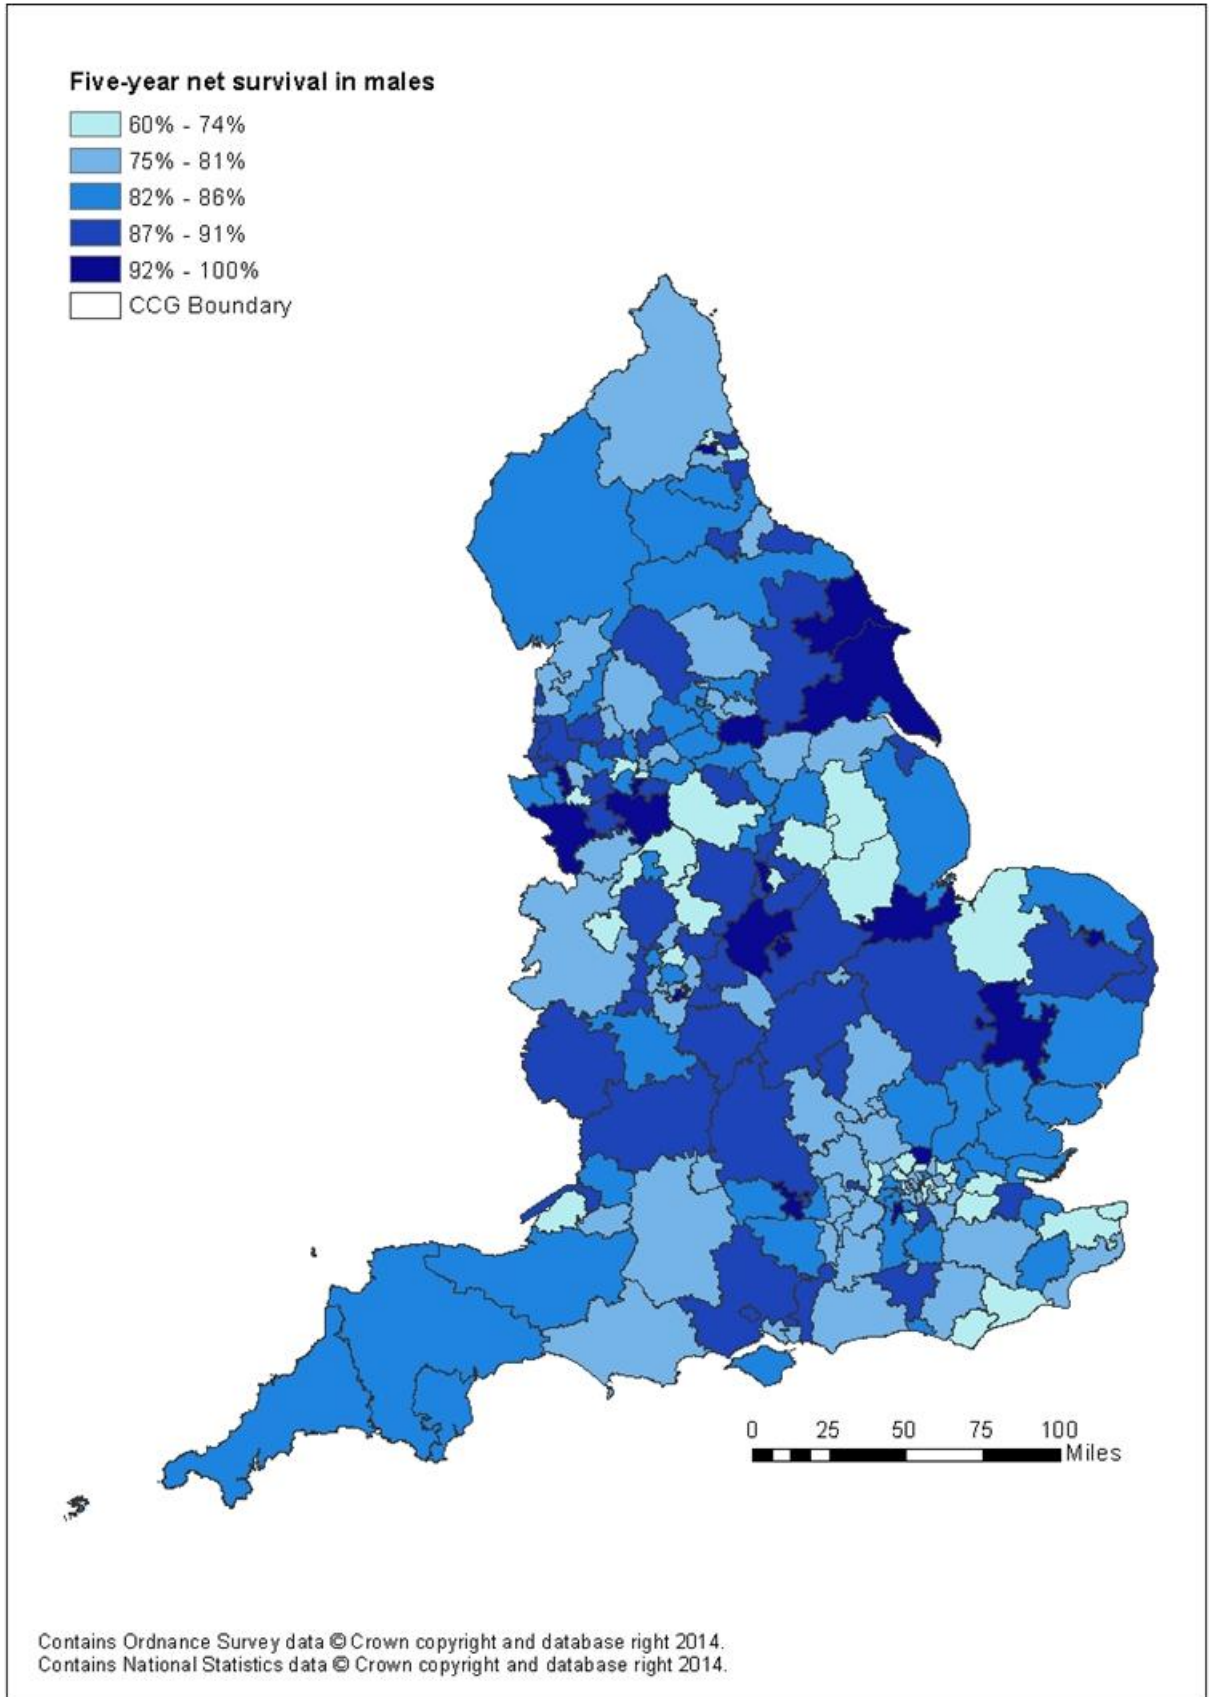 Five-year net survival in males
60% - 74%
75% - 81%
82% - 86%
87% - 91%
92% - 100%
CCG Boundary
0 25 50 75 100
Miles
Contains Ordnance Survey data © Crown copyright and database right 2014.
Contains National Statistics data © Crown copyright and database right 2014.